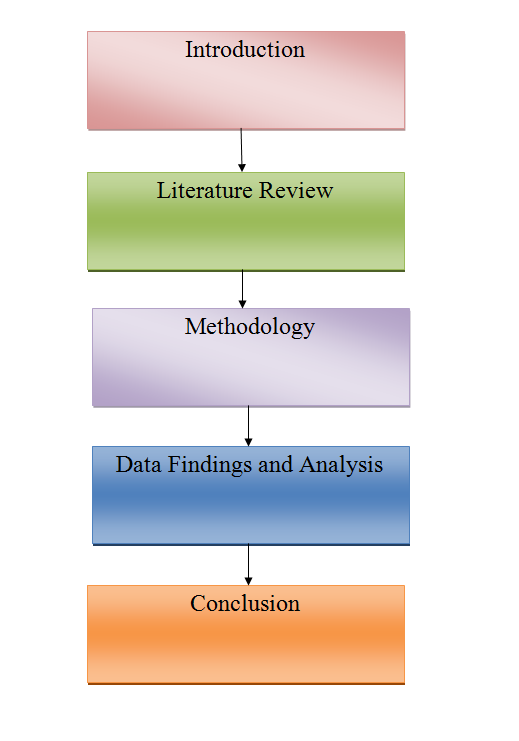 Introduction
Literature Review
Methodology
Data Findings and Analysis
Conclusion